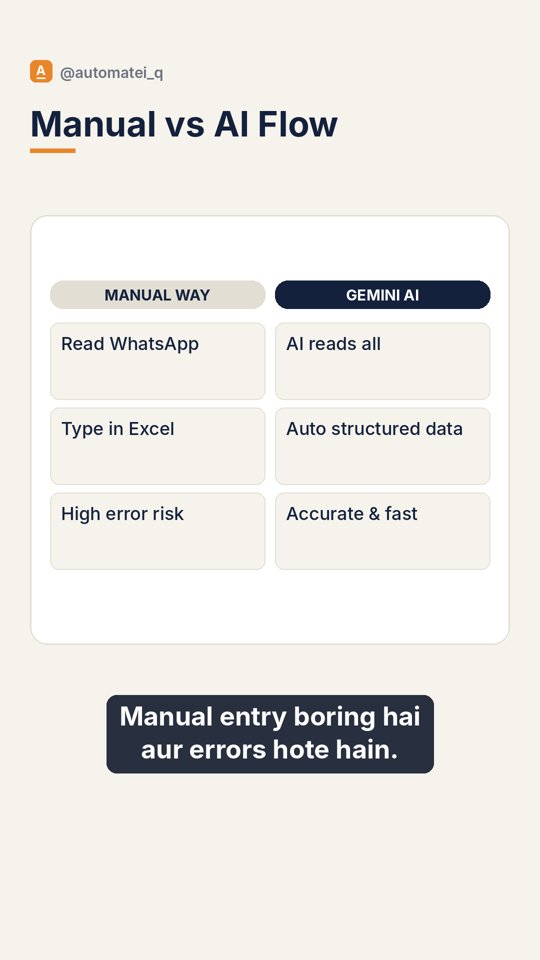 A
@automatei_q
Manual vs AI Flow
MANUAL WAY
GEMINI AI
Read WhatsApp
AI reads all
Type in Excel
Auto structured data
High error risk
Accurate & fast
Manual entry boring hai
aur errors hote hain.